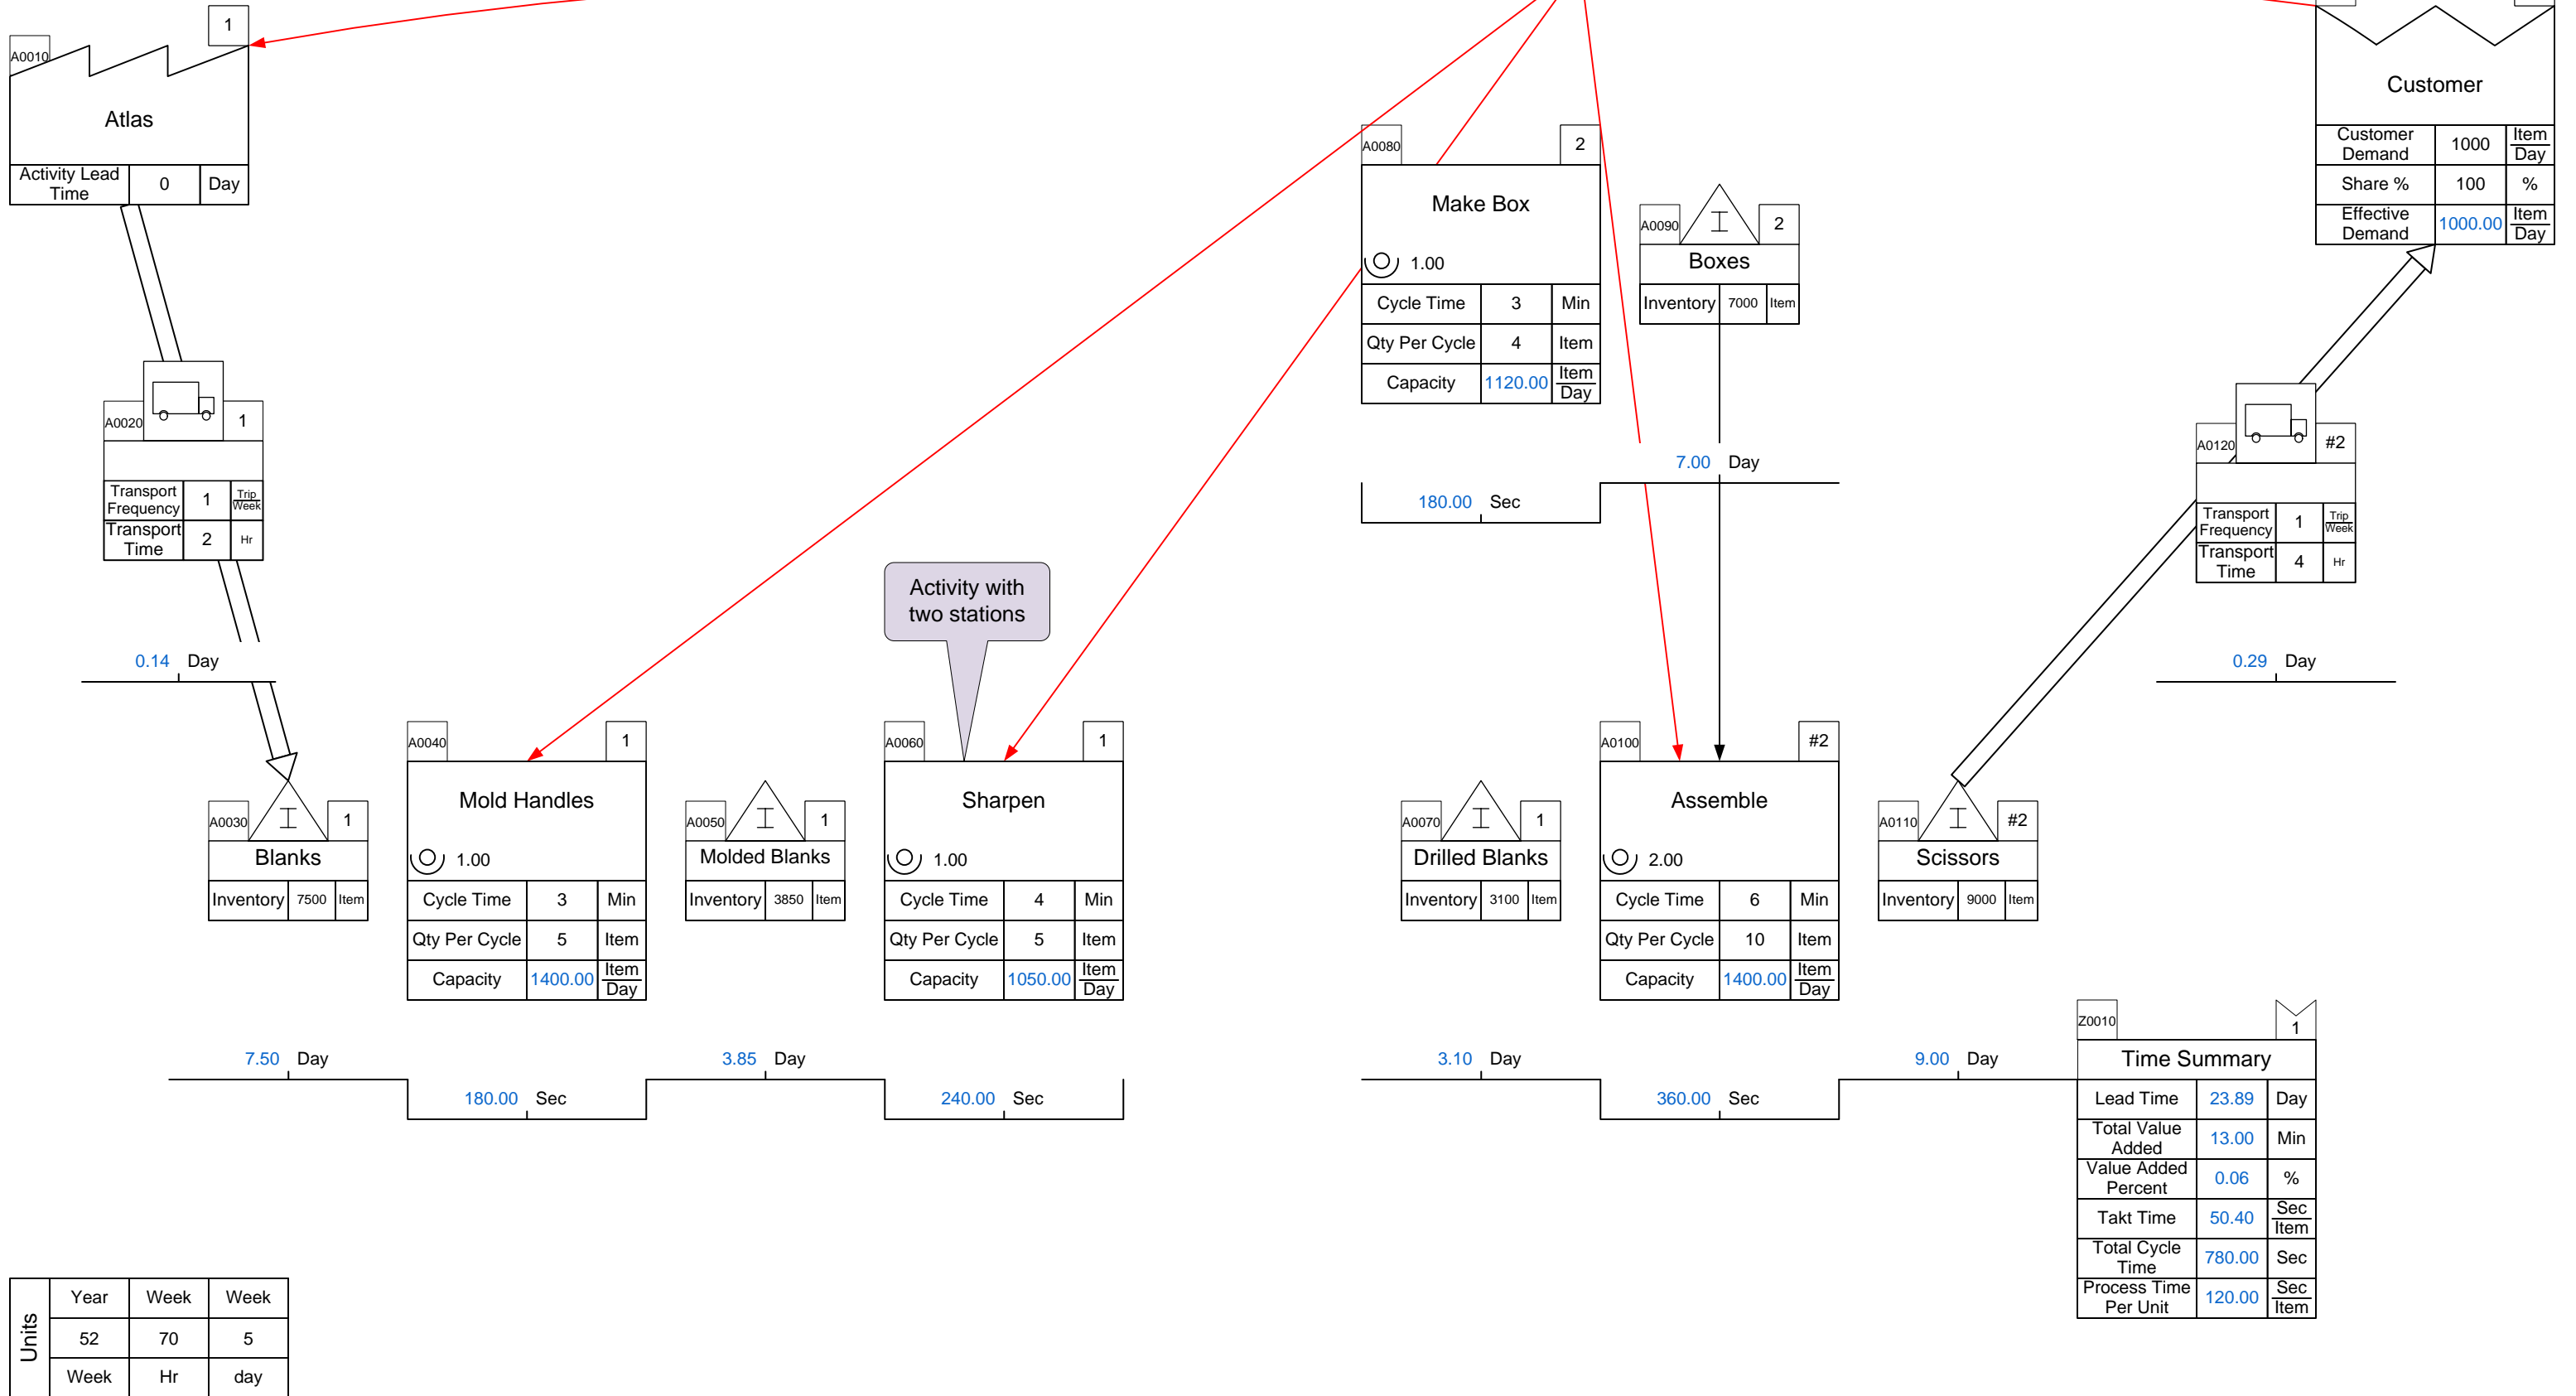 A0010
1
Atlas
Activity Lead
Time
0
Day
A0020
1
Transport
Frequency
1
Trip
Week
Transport
Time
2
Hr
0.14 Day
A0030
I
1
Blanks
Inventory
7500
Item
A0040
1
Mold Handles
1.00
Cycle Time
3
Min
Qty Per Cycle
5
Item
Capacity
1400.00
Item
Day
A0050
I
1
Molded Blanks
Inventory
3850
Item
Activity with
two stations
A0060
1
Sharpen
1.00
Cycle Time
4
Min
Qty Per Cycle
5
Item
Capacity
1050.00
Item
Day
A0080
2
Make Box
1.00
Cycle Time
3
Min
Qty Per Cycle
4
Item
Capacity
1120.00
Item
Day
A0090
I
2
Boxes
Inventory
7000
Item
7.00 Day
180.00 Sec
A0070
I
1
Drilled Blanks
Inventory
3100
Item
A0100
#2
Assemble
2.00
Cycle Time
6
Min
Qty Per Cycle
10
Item
Capacity
1400.00
Item
Day
A0110
I
#2
Scissors
Inventory
9000
Item
Customer
Customer
Demand
1000
Item
Day
Share %
100
%
Effective
Demand
1000.00
Item
Day
A0120
#2
Transport
Frequency
1
Trip
Week
Transport
Time
4
Hr
0.29 Day
7.50 Day
180.00 Sec
3.85 Day
240.00 Sec
3.10 Day
360.00 Sec
9.00 Day
Z0010
1
Time Summary
Lead Time
23.89
Day
Total Value
Added
13.00
Min
Value Added
Percent
0.06
%
Takt Time
50.40
Sec
Item
Total Cycle
Time
780.00
Sec
Process Time
Per Unit
120.00
Sec
Item
Units
Year
Week
Week
52
70
5
Week
Hr
day